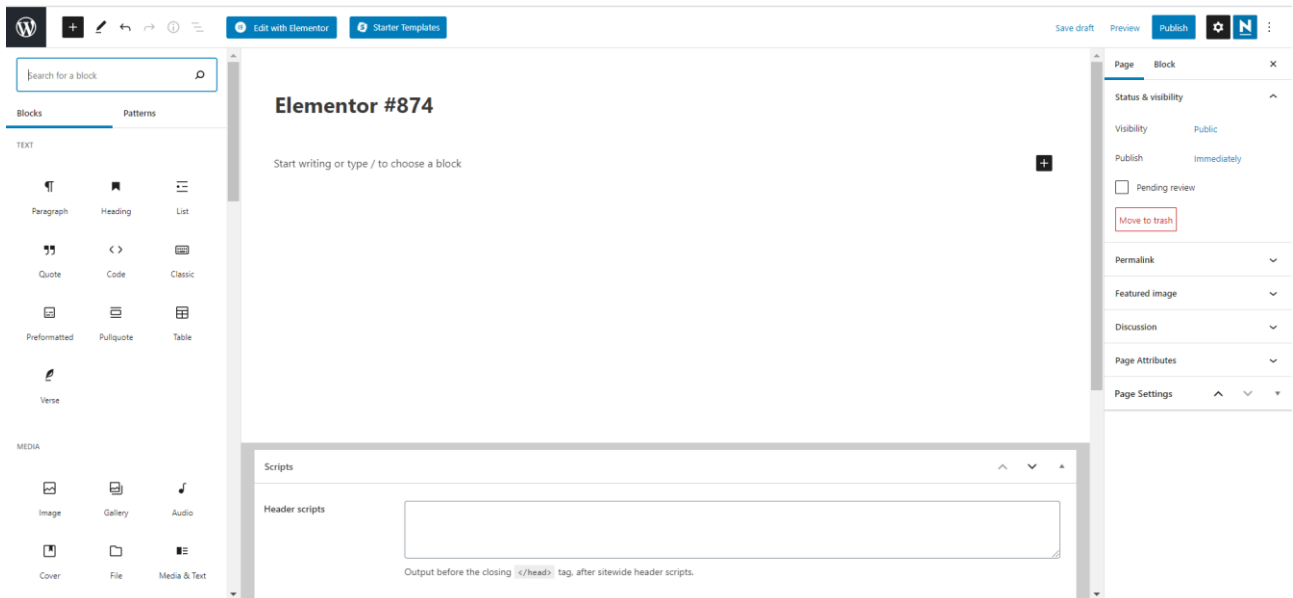 Edit with Elementor
Starter Templates
Save draft
Preview
Publish
N
Search for a block
Blocks
Patterns
TEXT
Paragraph
Heading
List
Quote
Code
Classic
Preformatted
Pullquote
Table
Verse
MEDIA
Image
Gallery
Audio
Cover
File
Media & Text
Elementor #874
Start writing or type / to choose a block
Scripts
Header scripts
Output before the closing </head> tag, after sitewide header scripts.
Page
Block
Status & visibility
Visibility
Public
Publish
Immediately
Pending review
Move to trash
Permalink
Featured image
Discussion
Page Attributes
Page Settings